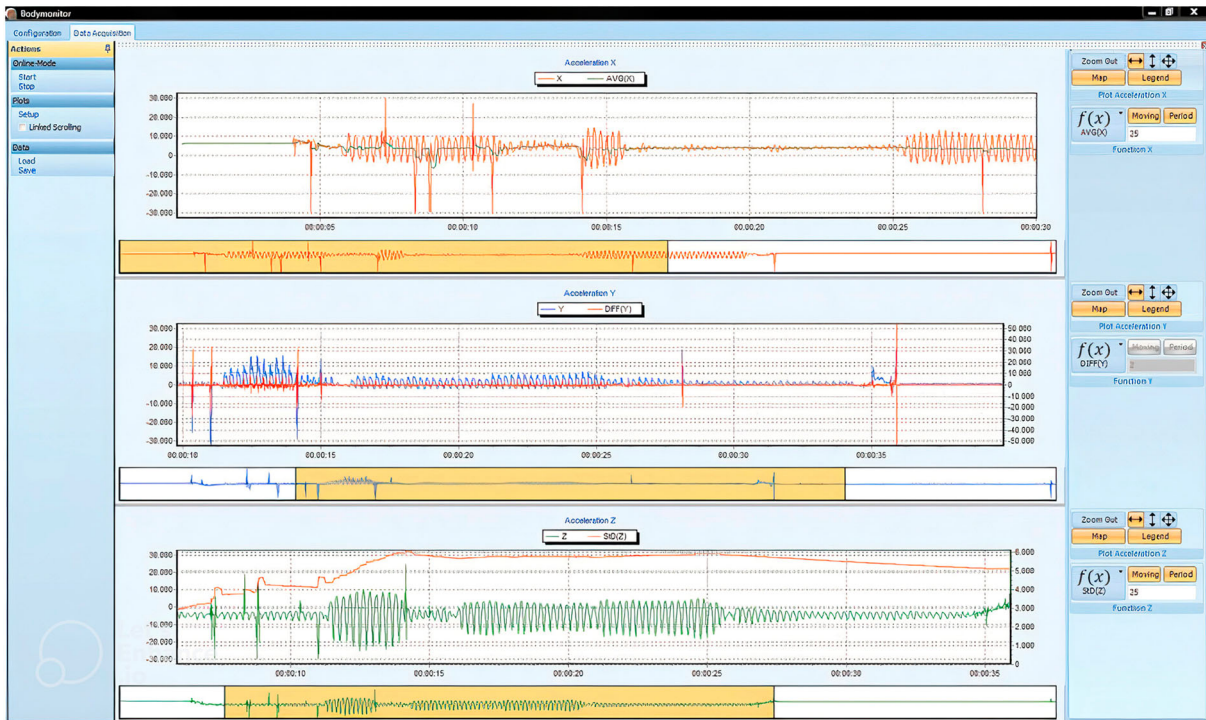 Bodymonitor
Configuration Data Acquisition
Actions
Online-Mode
Start
Stop
Plots
Setup
Linked Scrolling
Data
Load
Save
Acceleration X
X AVG(X)
30.000
20.000
10.000
0
-10.000
-20.000
-30.000
00:00:05 00:00:10 00:00:15 00:00:20 00:00:25 00:00:30
Zoom Out
Map Legend
Plot Acceleration X
f(x) Moving Period
AVG(X) 25
Function X
Acceleration Y
Y DIFF(Y)
30.000 50.000
20.000 40.000
30.000
10.000 20.000
10.000
0 0
-10.000 -10.000
-20.000
-20.000 -30.000
-40.000
-30.000 -50.000
00:00:10 00:00:15 00:00:20 00:00:25 00:00:30 00:00:35
Zoom Out
Map Legend
Plot Acceleration Y
f(x) Moving Period
DIFF(Y)
Function Y
Acceleration Z
Z StD(Z)
30.000 6.000
20.000 5.000
10.000 4.000
0 3.000
-10.000
-20.000 2.000
1.000
-30.000 0
00:00:10 00:00:15 00:00:20 00:00:25 00:00:30 00:00:35
Zoom Out
Map Legend
Plot Acceleration Z
f(x) Moving Period
StD(Z) 25
Function Z